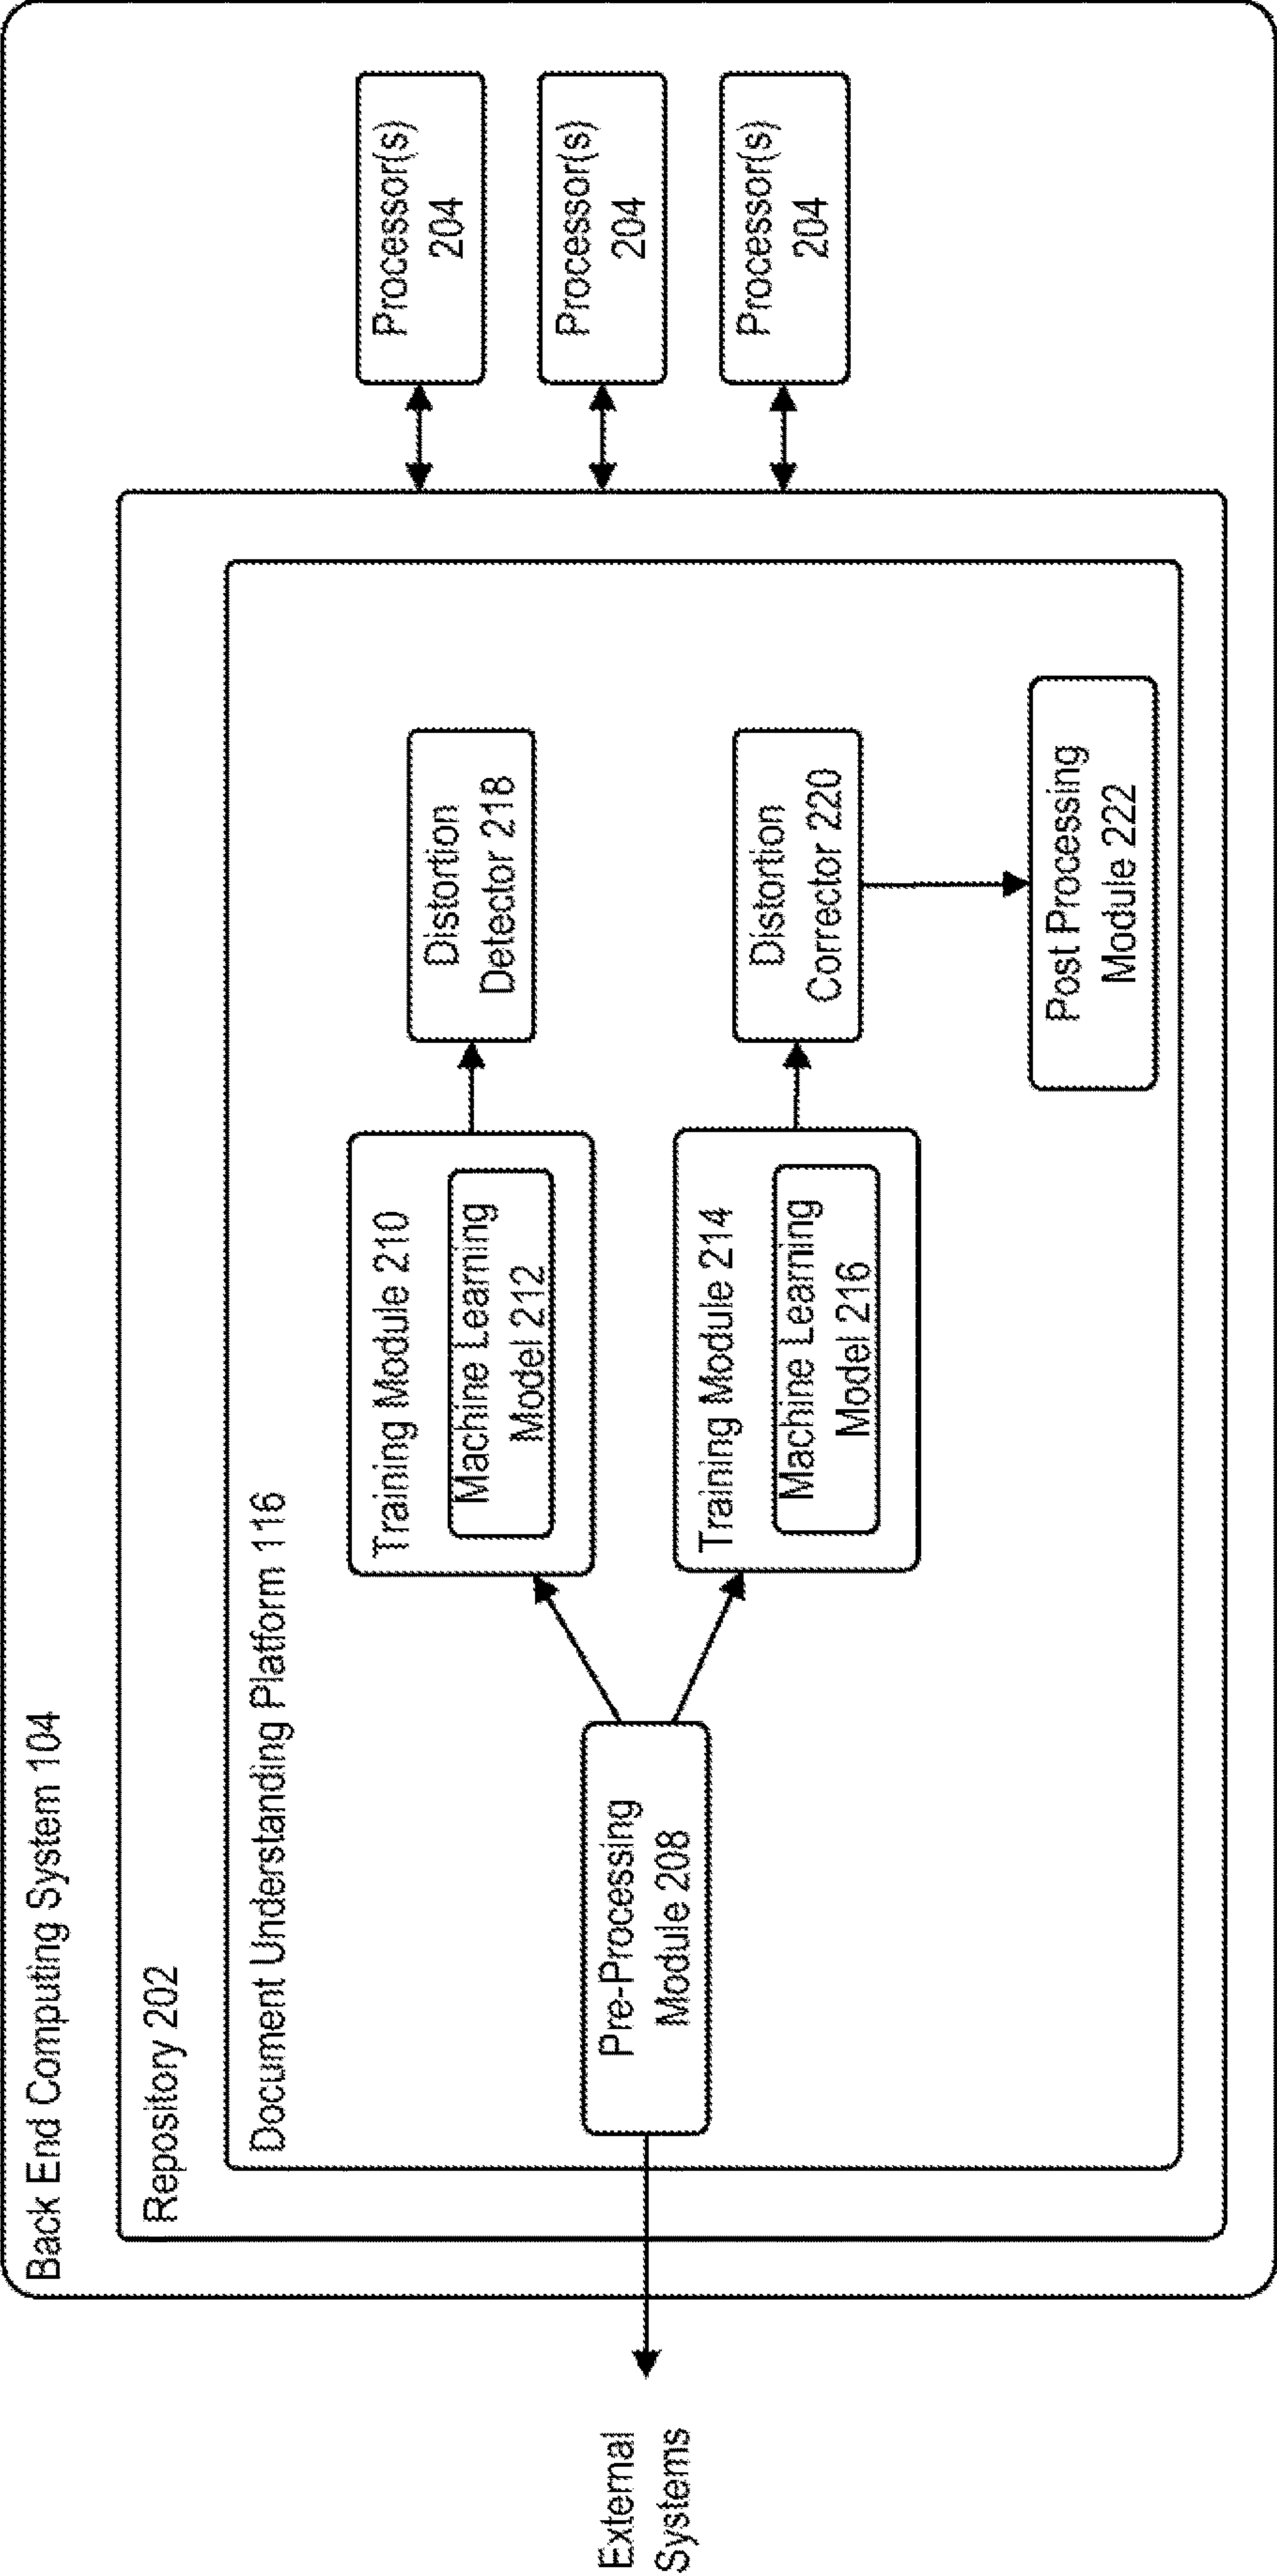 Back End Computing System 104
Repository 202
Document Understanding Platform 116
External
Systems
Pre-Processing
Module 208
Training Module 210
Machine Learning
Model 212
Training Module 214
Machine Learning
Model 216
Distortion
Detector 218
Distortion
Corrector 220
Post Processing
Module 222
Processor(s)
204
Processor(s)
204
Processor(s)
204